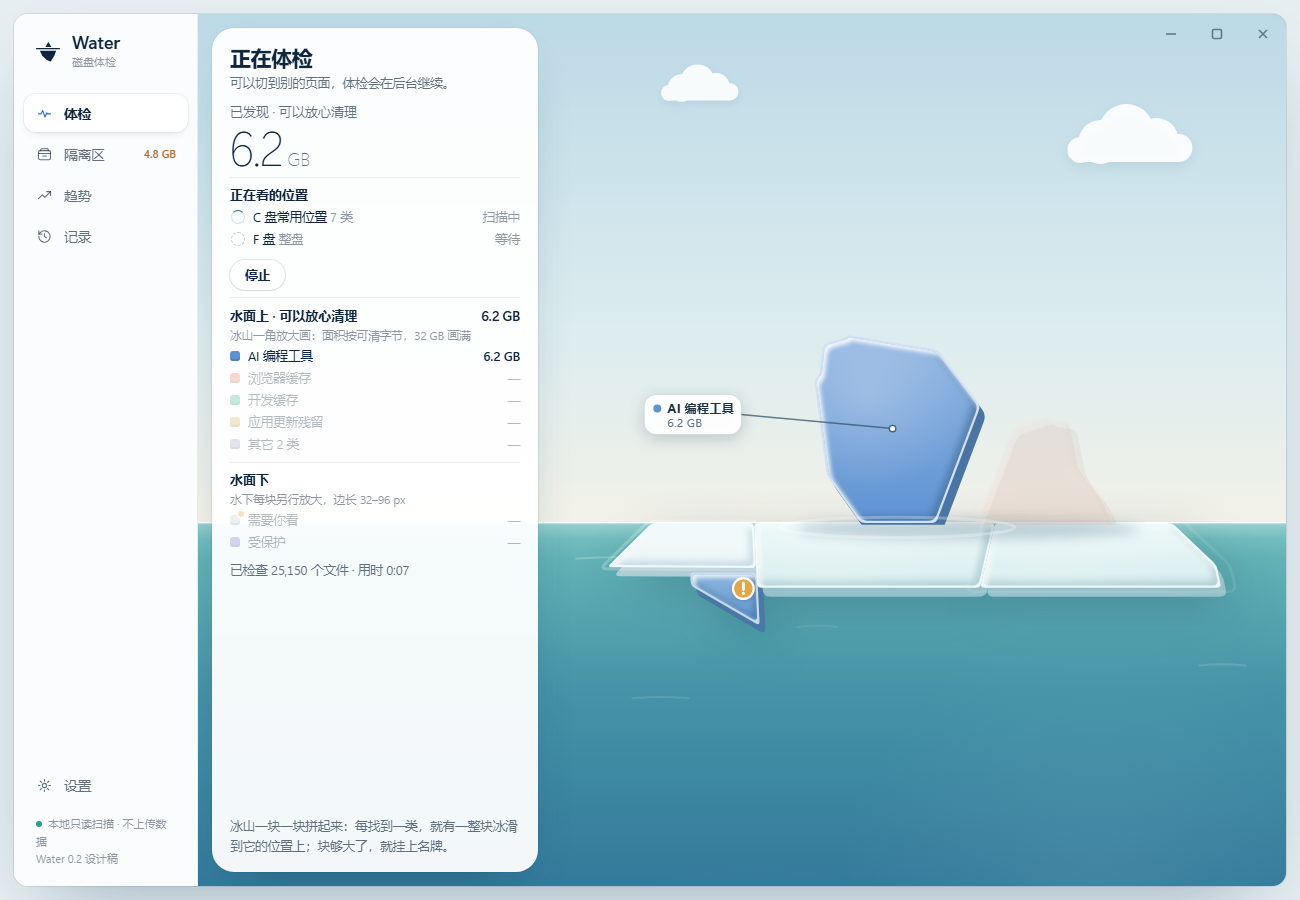 Water
磁盘体检
体检
隔离区 4.8 GB
趋势
记录
设置
本地只读扫描 · 不上传数
据
Water 0.2 设计稿
正在体检
可以切到别的页面，体检会在后台继续。
已发现 · 可以放心清理
6.2 GB
正在看的位置
C 盘常用位置 7 类 扫描中
F 盘 整盘 等待
停止
水面上 · 可以放心清理 6.2 GB
冰山一角放大画：面积按可清字节，32 GB 画满
AI 编程工具 6.2 GB
浏览器缓存 —
开发缓存 —
应用更新残留 —
其它 2 类 —
水面下
水下每块另行放大，边长 32–96 px
需要你看 —
受保护 —
已检查 25,150 个文件 · 用时 0:07
冰山一块一块拼起来：每找到一类，就有一整块冰滑
到它的位置上；块够大了，就挂上名牌。
AI 编程工具
6.2 GB